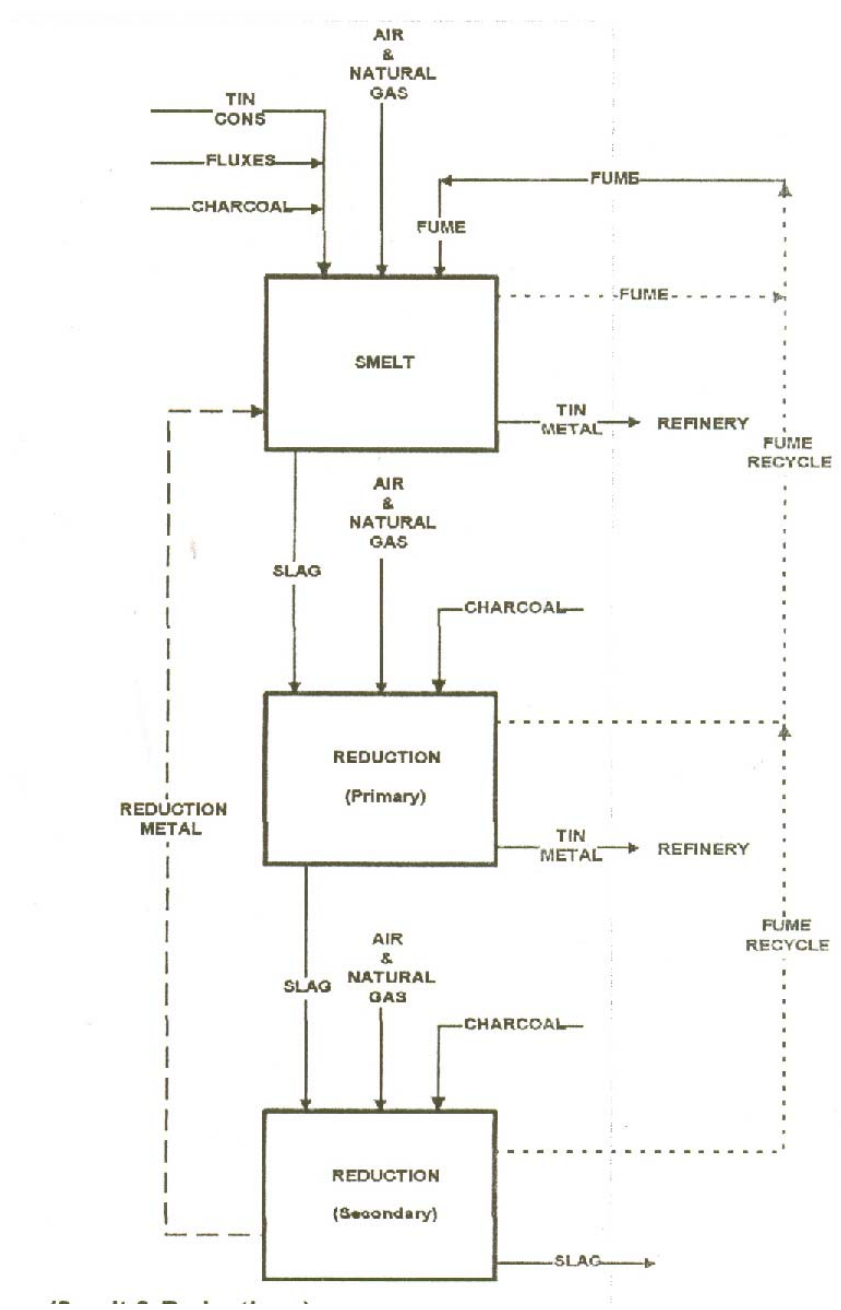 AIR
&
NATURAL
GAS
TIN
CONS
FLUXES
CHARCOAL
FUME
FUME
FUME
SMELT
TIN
METAL
REFINERY
FUME
RECYCLE
AIR
&
NATURAL
GAS
SLAG
CHARCOAL
REDUCTION
(Primary)
REDUCTION
METAL
TIN
METAL
REFINERY
FUME
RECYCLE
AIR
&
NATURAL
GAS
SLAG
CHARCOAL
REDUCTION
(Secondary)
SLAG